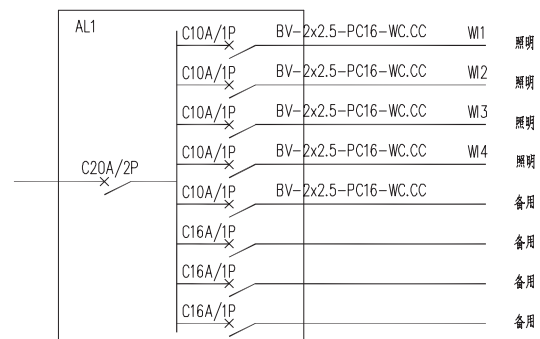 AL1
C10A/1P BV-2x2.5-PC16-WC.CC Wl1 照明
C10A/1P BV-2x2.5-PC16-WC.CC Wl2 照明
C10A/1P BV-2x2.5-PC16-WC.CC Wl3 照明
C10A/1P BV-2x2.5-PC16-WC.CC Wl4 照明
C20A/2P
C10A/1P BV-2x2.5-PC16-WC.CC 备用
C16A/1P 备用
C16A/1P 备用
C16A/1P 备用